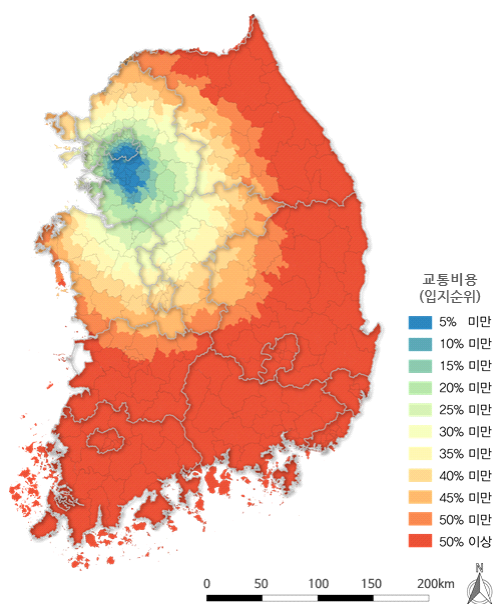 교통비용
(입지순위)
5% 미만
10% 미만
15% 미만
20% 미만
25% 미만
30% 미만
35% 미만
40% 미만
45% 미만
50% 미만
50% 이상
N
0 50 100 150 200km